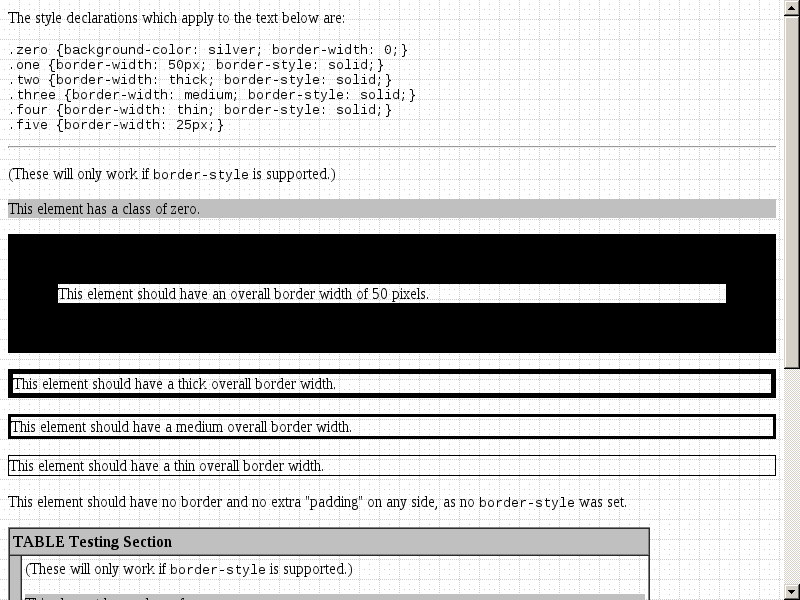 The style declarations which apply to the text below are:
.zero {background-color: silver; border-width: 0;}
.one {border-width: 50px; border-style: solid;}
.two {border-width: thick; border-style: solid;}
.three {border-width: medium; border-style: solid;}
.four {border-width: thin; border-style: solid;}
.five {border-width: 25px;}
(These will only work if border-style is supported.)
This element has a class of zero.
This element should have an overall border width of 50 pixels.
This element should have a thick overall border width.
This element should have a medium overall border width.
This element should have a thin overall border width.
This element should have no border and no extra "padding" on any side, as no border-style was set.
TABLE Testing Section
(These will only work if border-style is supported.)